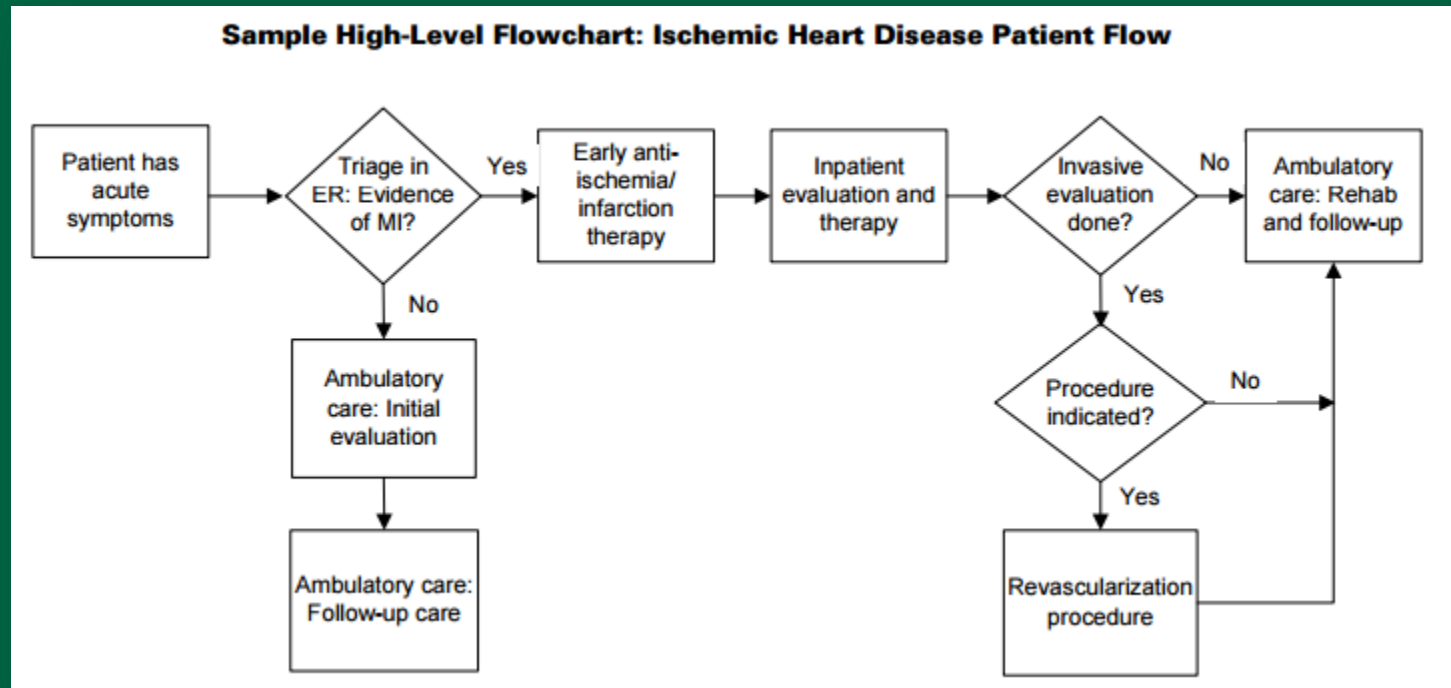 Sample High-Level Flowchart: Ischemic Heart Disease Patient Flow
Patient has
acute
symptoms
Triage in
ER: Evidence
of MI?
Yes
Early anti-
ischemia/
infarction
therapy
Inpatient
evaluation and
therapy
Invasive
evaluation
done?
No
Ambulatory
care: Rehab
and follow-up
No
Ambulatory
care: Initial
evaluation
Ambulatory care:
Follow-up care
Yes
Procedure
indicated?
No
Yes
Revascularization
procedure